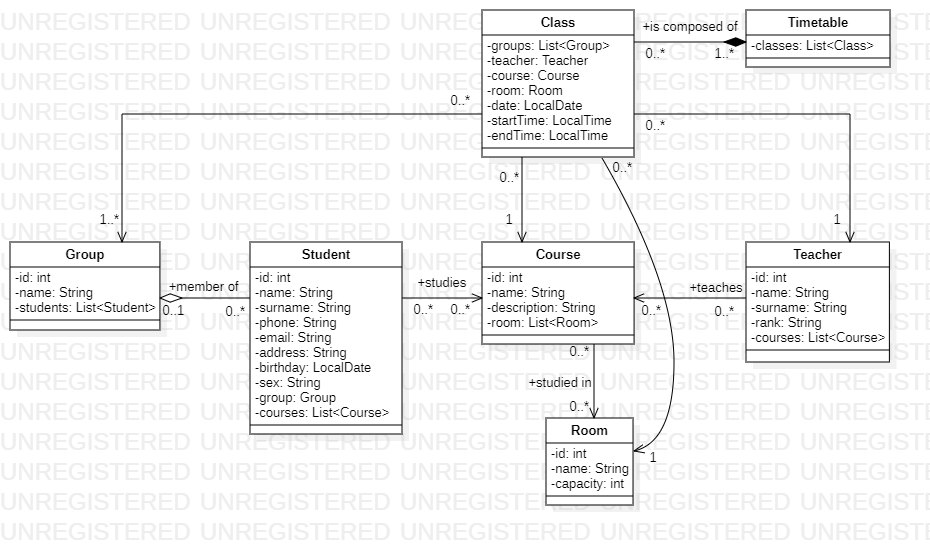 Class
-groups: List<Group>
-teacher: Teacher
-course: Course
-room: Room
-date: LocalDate
-startTime: LocalTime
-endTime: LocalTime
+is composed of
0..*
1..*
Timetable
-classes: List<Class>
0..*
1..*
0..*
1
0..*
1
0..*
1
Group
-id: int
-name: String
-students: List<Student>
+member of
0..1
0..*
Student
-id: int
-name: String
-surname: String
-phone: String
-email: String
-address: String
-birthday: LocalDate
-sex: String
-group: Group
-courses: List<Course>
+studies
0..*
0..*
Course
-id: int
-name: String
-description: String
-room: List<Room>
+teaches
0..*
0..*
Teacher
-id: int
-name: String
-surname: String
-rank: String
-courses: List<Course>
0..*
+studied in
0..*
Room
-id: int
-name: String
-capacity: int
UNREGISTERED UNREGISTERED UNREGISTERED UNREGISTERED UNREGISTERED